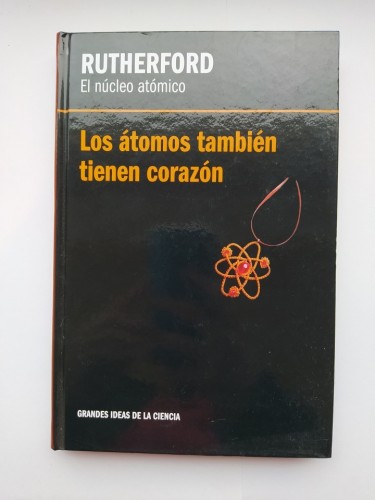 RUTHERFORD
El núcleo atómico
Los átomos también
tienen corazón
GRANDES IDEAS DE LA CIENCIA